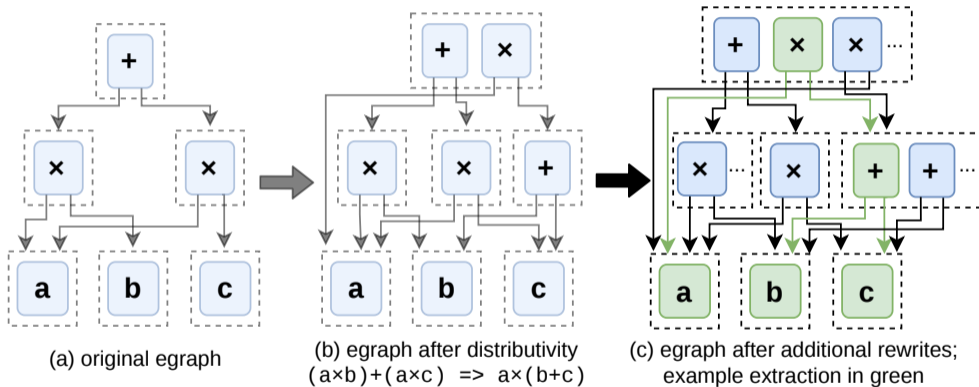 +
× ×
a b c
(a) original egraph
+ ×
× × +
a b c
(b) egraph after distributivity
(a×b)+(a×c) => a×(b+c)
+ × × ...
× ... × + + ...
a b c
(c) egraph after additional rewrites;
example extraction in green